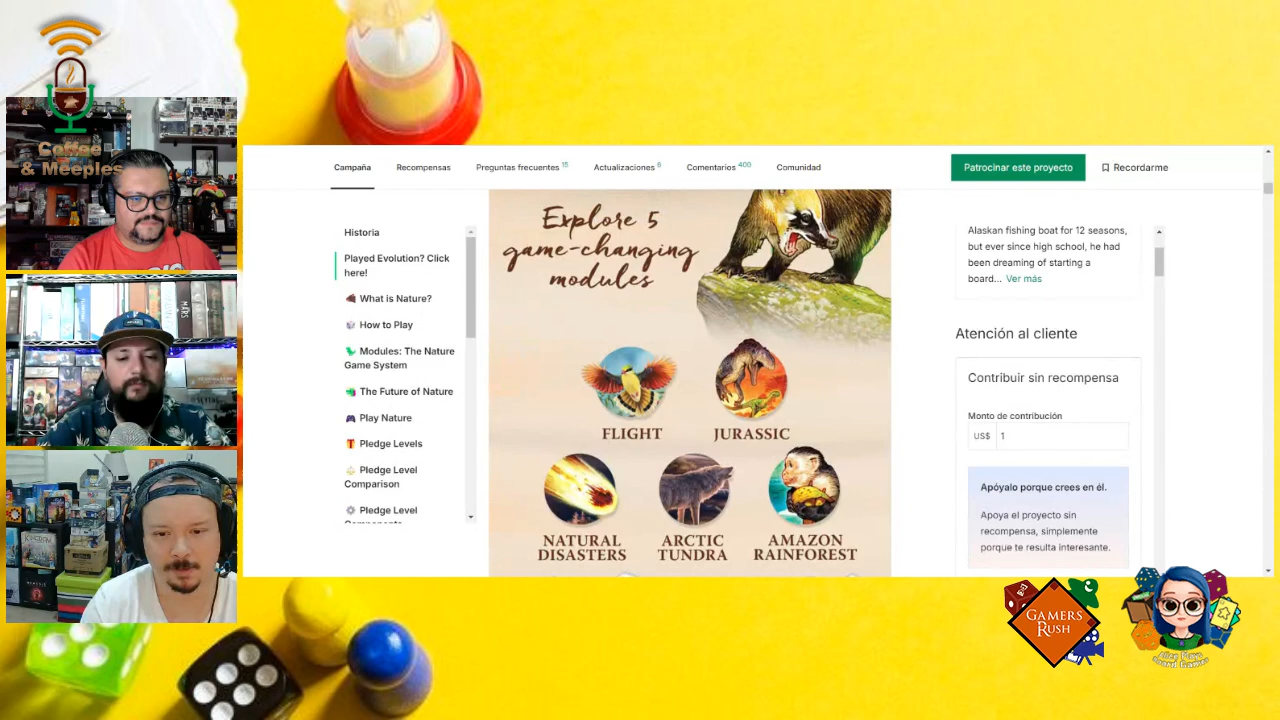 Coffee
& Meeples
Campaña
Recompensas
Preguntas frecuentes 15
Actualizaciones 6
Comentarios 400
Comunidad
Patrocinar este proyecto
Recordarme
Historia
Played Evolution? Click
here!
What is Nature?
How to Play
Modules: The Nature
Game System
The Future of Nature
Play Nature
Pledge Levels
Pledge Level
Comparison
Pledge Level
Components
Explore 5
game-changing
modules
FLIGHT
JURASSIC
NATURAL
DISASTERS
ARCTIC
TUNDRA
AMAZON
RAINFOREST
Alaskan fishing boat for 12 seasons,
but ever since high school, he had
been dreaming of starting a
board... Ver más
Atención al cliente
Contribuir sin recompensa
Monto de contribución
US$ 1
Apóyalo porque crees en él.
Apoya el proyecto sin
recompensa, simplemente
porque te resulta interesante.
GAMERS
RUSH
Board Games